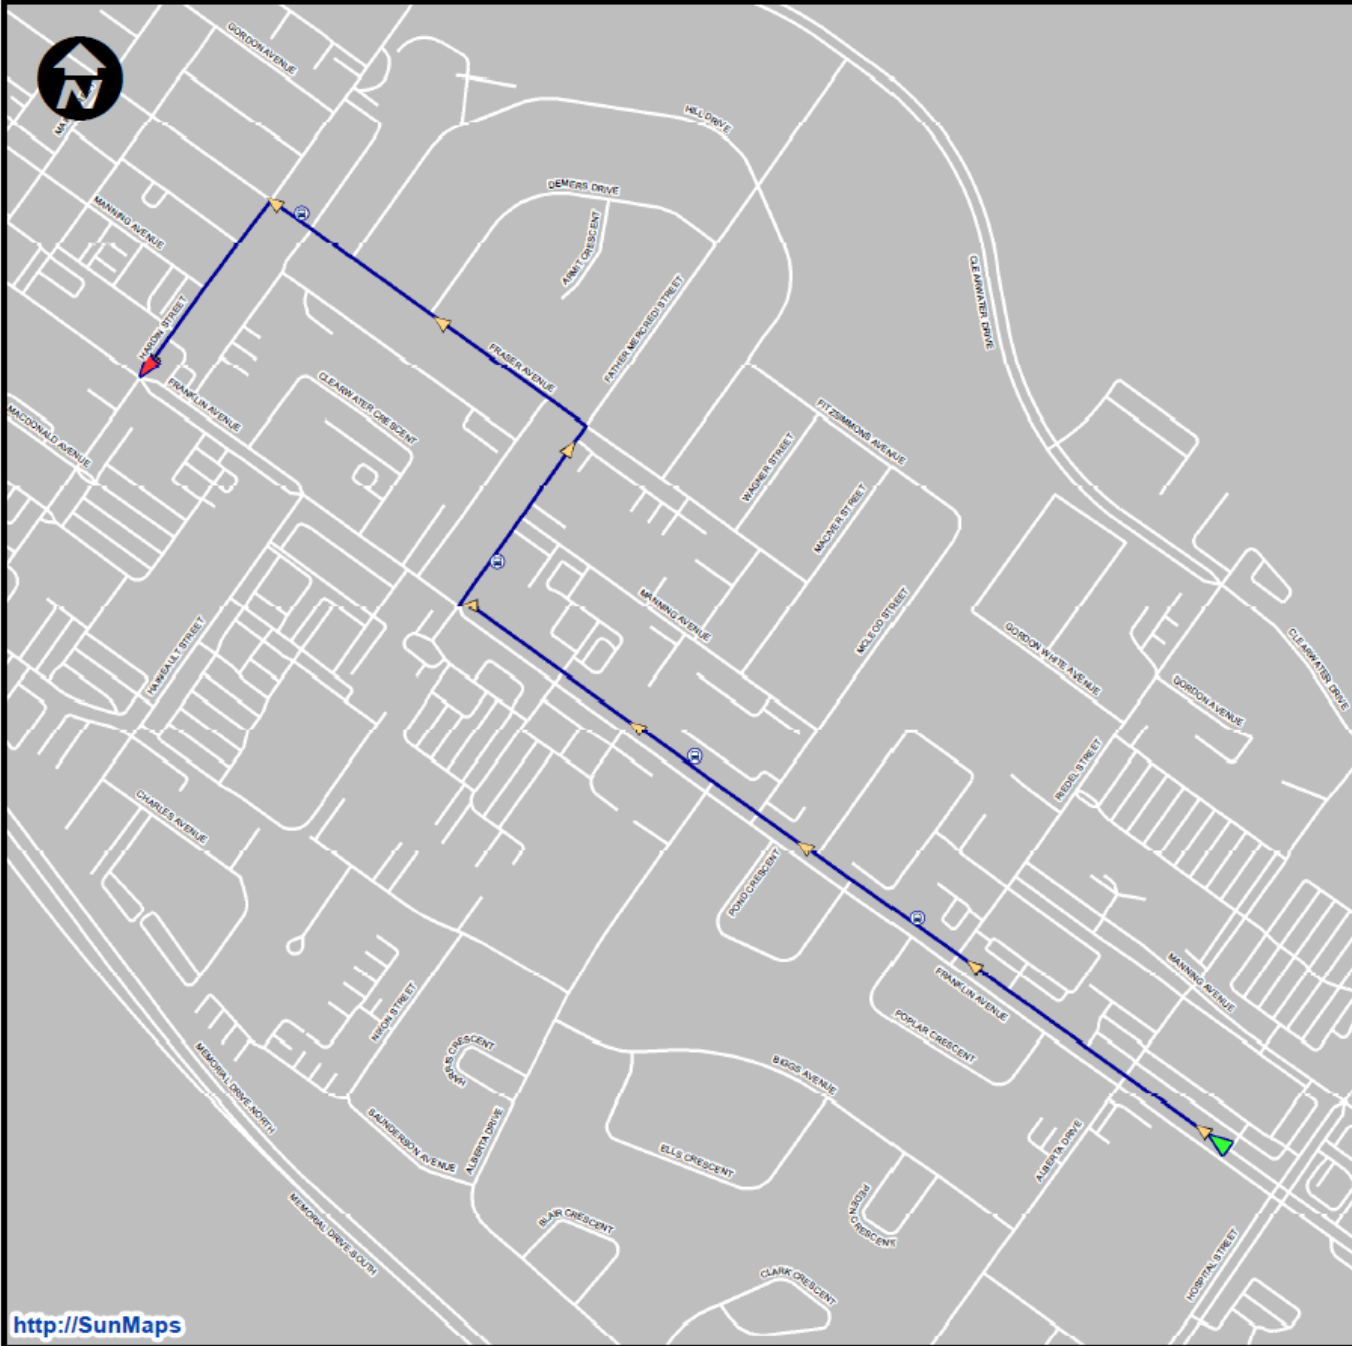 GORDON AVENUE
N
HILL DRIVE
DEMERS DRIVE
MANNING AVENUE
ARMIT CRESCENT
CLEARWATER DRIVE
FATHER MERCREDI STREET
HARDIN STREET
FRASER AVENUE
FRANKLIN AVENUE
CLEARWATER CRESCENT
MACDONALD AVENUE
FITZSIMMONS AVENUE
WAGNER STREET
MACIVER STREET
MANNING AVENUE
MCLEOD STREET
HAINEAULT STREET
GORDON WHITE AVENUE
CLEARWATER DRIVE
GORDON AVENUE
RIEDEL STREET
CHARLES AVENUE
POND CRESCENT
MANNING AVENUE
FRANKLIN AVENUE
NIXON STREET
POPLAR CRESCENT
HARRIS CRESCENT
MEMORIAL DRIVE NORTH
BIGGS AVENUE
SAUNDERSON AVENUE
ALBERTA DRIVE
ALBERTA DRIVE
ELLS CRESCENT
PEDEN CRESCENT
BLAIR CRESCENT
MEMORIAL DRIVE SOUTH
HOSPITAL STREET
CLARK CRESCENT
http://SunMaps